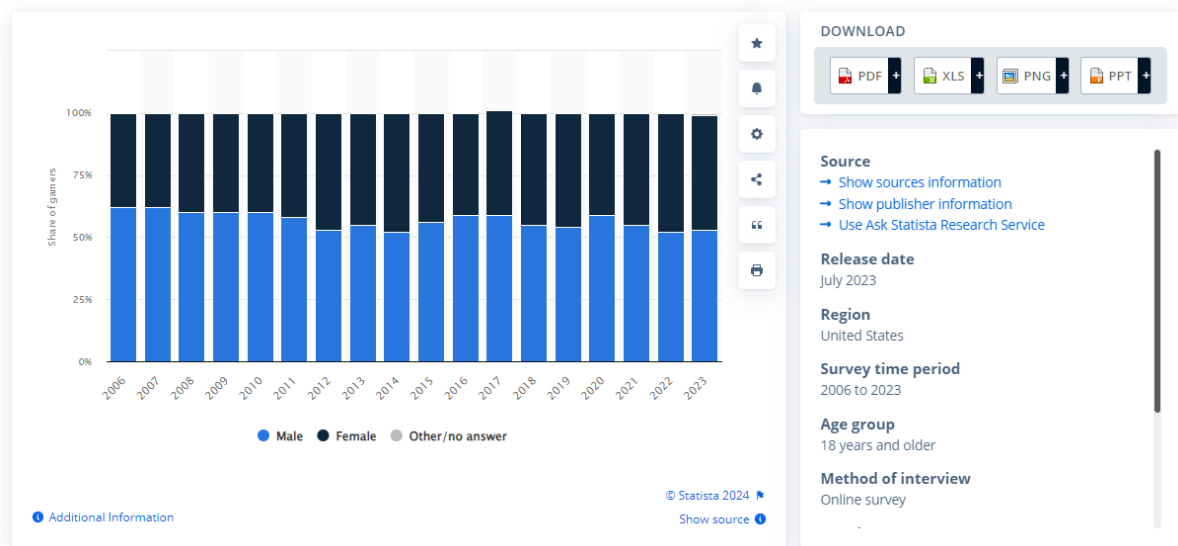 100%
75%
50%
25%
0%
Share of gamers
2006 2007 2008 2009 2010 2011 2012 2013 2014 2015 2016 2017 2018 2019 2020 2021 2022 2023
Male Female Other/no answer
© Statista 2024
Additional Information
Show source
DOWNLOAD
PDF + XLS + PNG + PPT +
Source
Show sources information
Show publisher information
Use Ask Statista Research Service
Release date
July 2023
Region
United States
Survey time period
2006 to 2023
Age group
18 years and older
Method of interview
Online survey